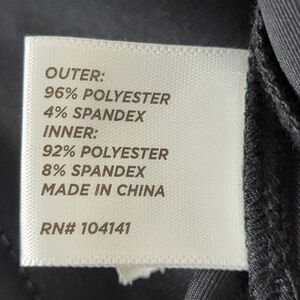 OUTER:
96% POLYESTER
4% SPANDEX
INNER:
92% POLYESTER
8% SPANDEX
MADE IN CHINA
RN# 104141